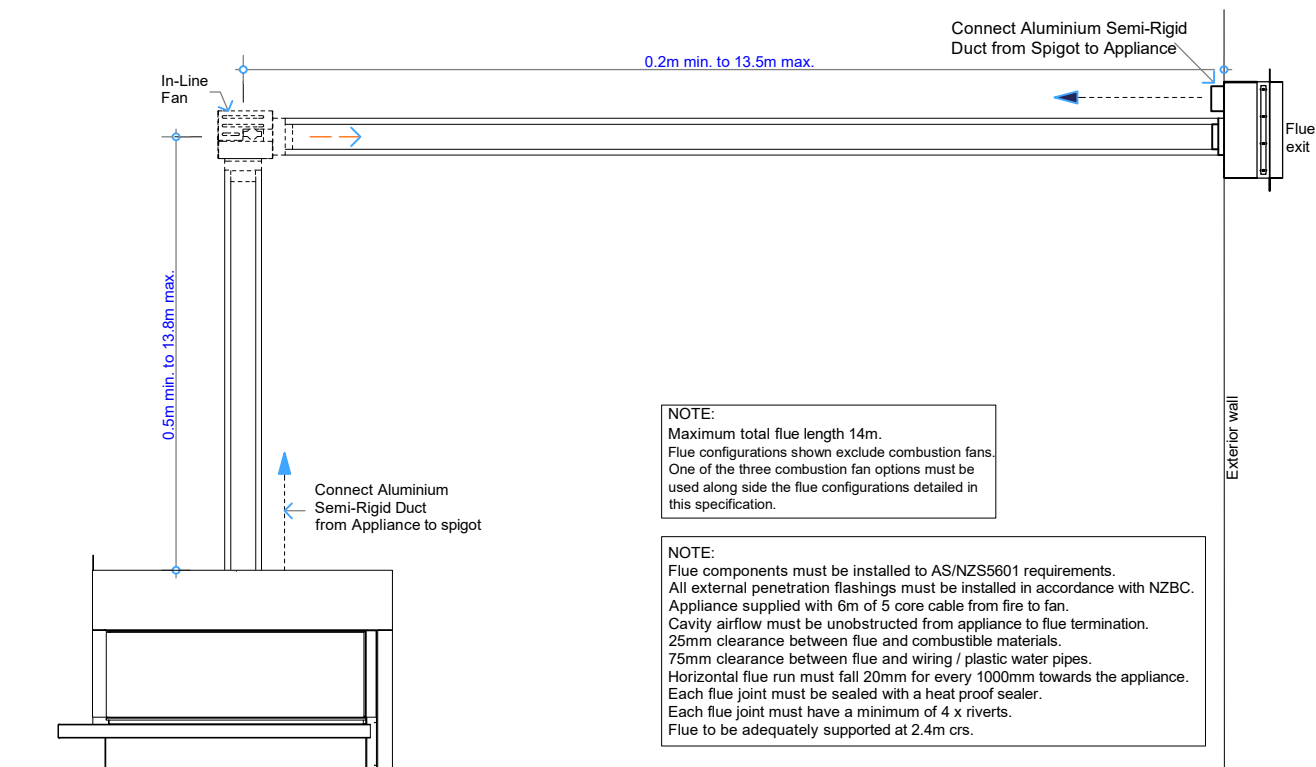 Connect Aluminium Semi-Rigid
Duct from Spigot to Appliance
0.2m min. to 13.5m max.
In-Line
Fan
Flue
exit
0.5m min. to 13.8m max.
Connect Aluminium
Semi-Rigid Duct
from Appliance to spigot
Exterior wall
NOTE:
Maximum total flue length 14m.
Flue configurations shown exclude combustion fans.
One of the three combustion fan options must be
used along side the flue configurations detailed in
this specification.
NOTE:
Flue components must be installed to AS/NZS5601 requirements.
All external penetration flashings must be installed in accordance with NZBC.
Appliance supplied with 6m of 5 core cable from fire to fan.
Cavity airflow must be unobstructed from appliance to flue termination.
25mm clearance between flue and combustible materials.
75mm clearance between flue and wiring / plastic water pipes.
Horizontal flue run must fall 20mm for every 1000mm towards the appliance.
Each flue joint must be sealed with a heat proof sealer.
Each flue joint must have a minimum of 4 x riverts.
Flue to be adequately supported at 2.4m crs.